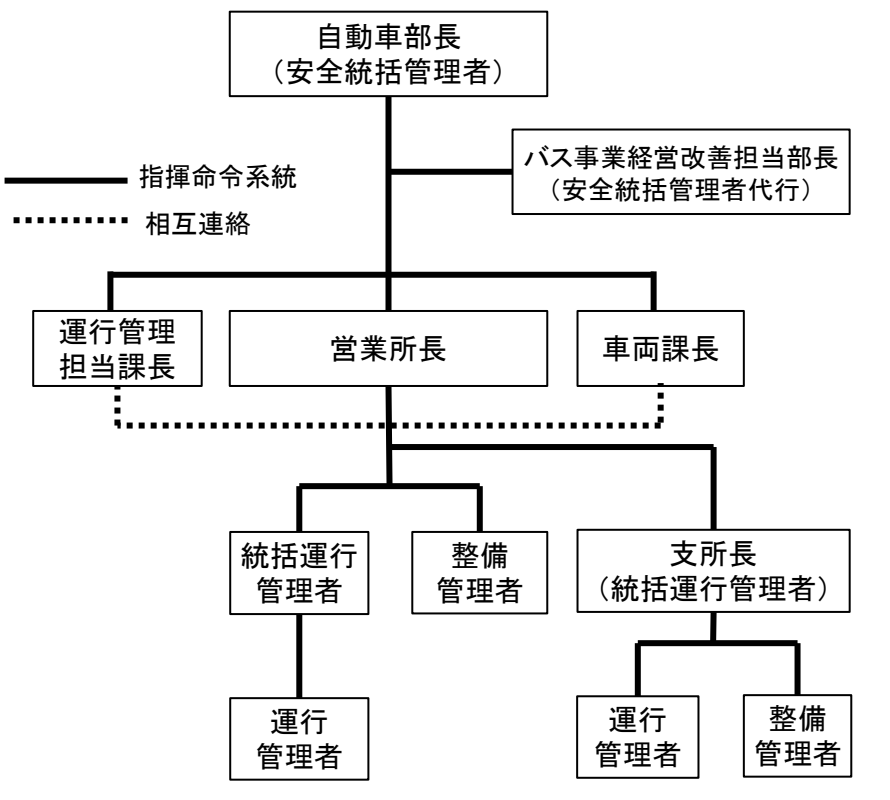 自動車部長
（安全統括管理者）
バス事業経営改善担当部長
（安全統括管理者代行）
指揮命令系統
相互連絡
運行管理
担当課長
営業所長
車両課長
統括運行
管理者
整備
管理者
支所長
（統括運行管理者）
運行
管理者
運行
管理者
整備
管理者